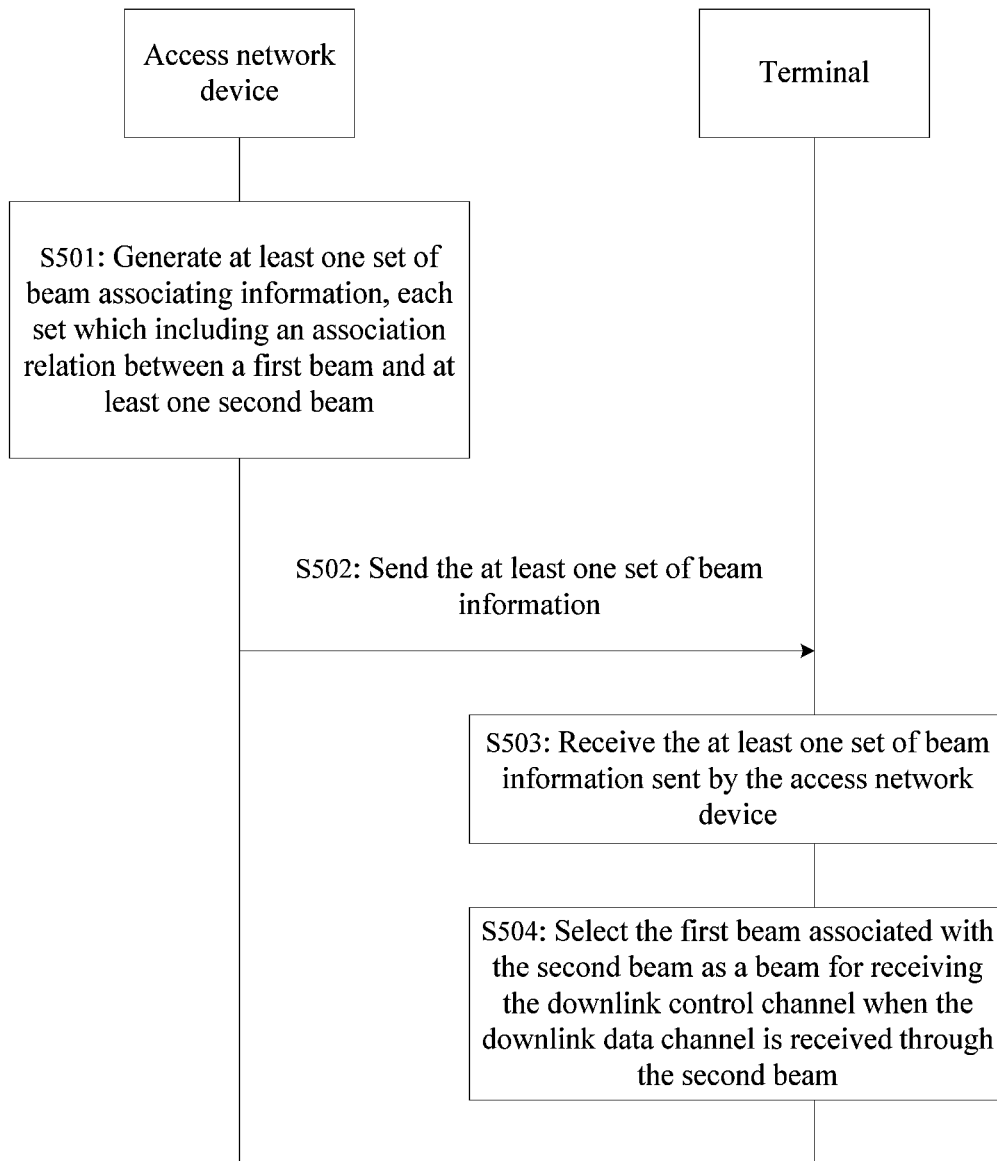 Access network
device
Terminal
S501: Generate at least one set of
beam associating information, each
set which including an association
relation between a first beam and at
least one second beam
S502: Send the at least one set of beam
information
S503: Receive the at least one set of beam
information sent by the access network
device
S504: Select the first beam associated with
the second beam as a beam for receiving
the downlink control channel when the
downlink data channel is received through
the second beam